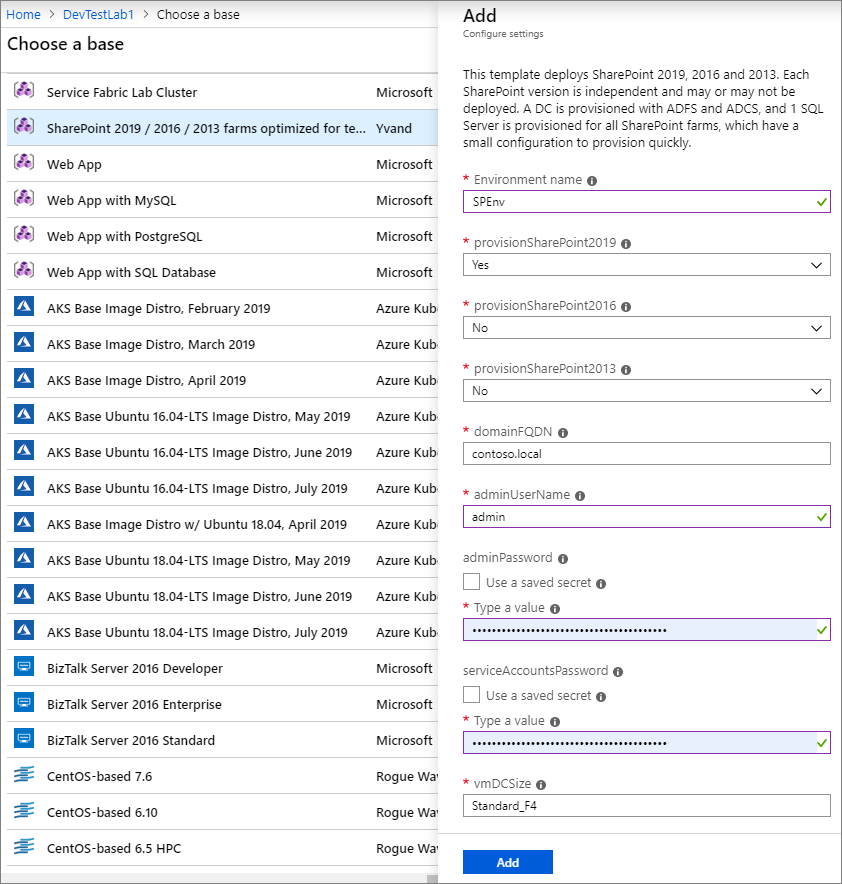 Home > DevTestLab1 > Choose a base
Choose a base
Service Fabric Lab Cluster Microsoft
SharePoint 2019 / 2016 / 2013 farms optimized for te... Yvand
Web App Microsoft
Web App with MySQL Microsoft
Web App with PostgreSQL Microsoft
Web App with SQL Database Microsoft
AKS Base Image Distro, February 2019 Azure Kub
AKS Base Image Distro, March 2019 Azure Kub
AKS Base Image Distro, April 2019 Azure Kub
AKS Base Ubuntu 16.04-LTS Image Distro, May 2019 Azure Kub
AKS Base Ubuntu 16.04-LTS Image Distro, June 2019 Azure Kub
AKS Base Ubuntu 16.04-LTS Image Distro, July 2019 Azure Kub
AKS Base Image Distro w/ Ubuntu 18.04, April 2019 Azure Kub
AKS Base Ubuntu 18.04-LTS Image Distro, May 2019 Azure Kub
AKS Base Ubuntu 18.04-LTS Image Distro, June 2019 Azure Kub
AKS Base Ubuntu 18.04-LTS Image Distro, July 2019 Azure Kub
BizTalk Server 2016 Developer Microsoft
BizTalk Server 2016 Enterprise Microsoft
BizTalk Server 2016 Standard Microsoft
CentOS-based 7.6 Rogue Wav
CentOS-based 6.10 Rogue Wav
CentOS-based 6.5 HPC Rogue Wav
Add
Configure settings
This template deploys SharePoint 2019, 2016 and 2013. Each
SharePoint version is independent and may or may not be
deployed. A DC is provisioned with ADFS and ADCS, and 1 SQL
Server is provisioned for all SharePoint farms, which have a
small configuration to provision quickly.
* Environment name
SPEnv
* provisionSharePoint2019
Yes
* provisionSharePoint2016
No
* provisionSharePoint2013
No
* domainFQDN
contoso.local
* adminUserName
admin
adminPassword
Use a saved secret
* Type a value
serviceAccountsPassword
Use a saved secret
* Type a value
* vmDCSize
Standard_F4
Add